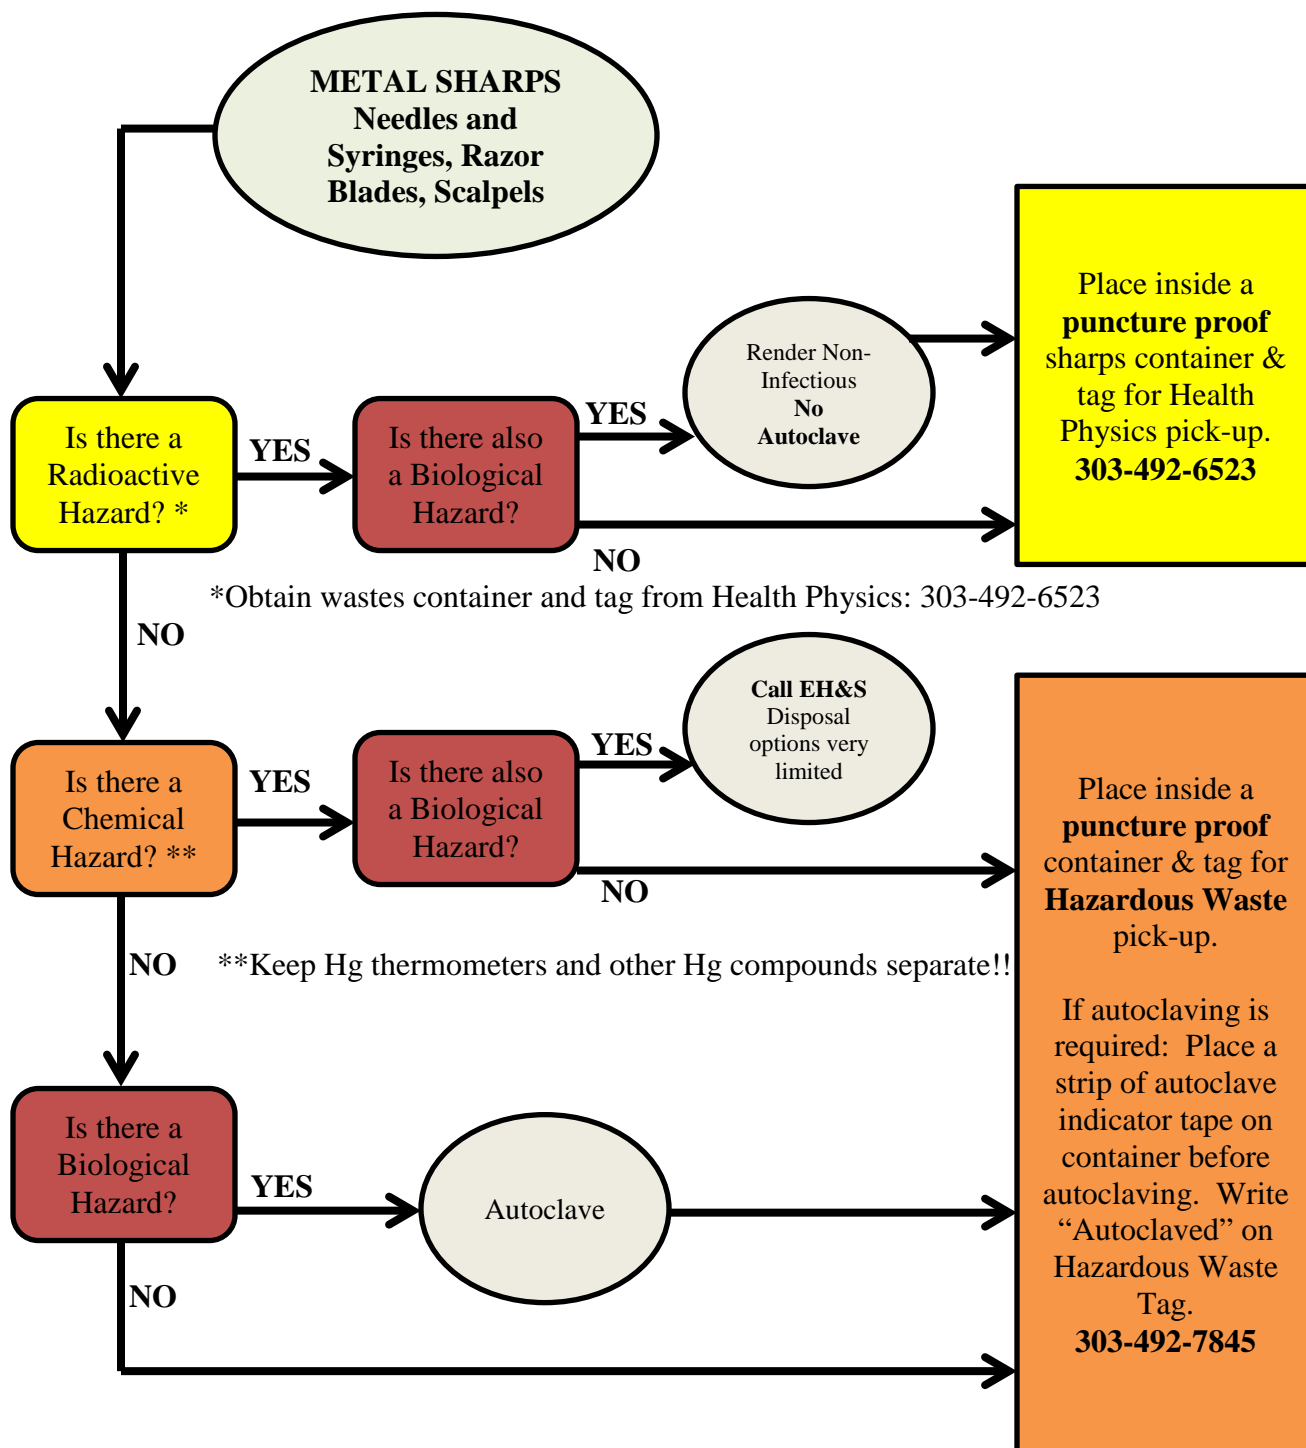 METAL SHARPS
Needles and
Syringes, Razor
Blades, Scalpels
Place inside a
puncture proof
sharps container &
tag for Health
Physics pick-up.
303-492-6523
Render Non-
Infectious
No
Autoclave
Is there a
Radioactive
Hazard? *
YES
Is there also
a Biological
Hazard?
YES
NO
*Obtain wastes container and tag from Health Physics: 303-492-6523
NO
Call EH&S
Disposal
options very
limited
Is there a
Chemical
Hazard? **
YES
Is there also
a Biological
Hazard?
YES
NO
NO
**Keep Hg thermometers and other Hg compounds separate!!
Place inside a
puncture proof
container & tag for
Hazardous Waste
pick-up.
If autoclaving is
required:  Place a
strip of autoclave
indicator tape on
container before
autoclaving.  Write
“Autoclaved” on
Hazardous Waste
Tag.
303-492-7845
Is there a
Biological
Hazard?
YES
Autoclave
NO